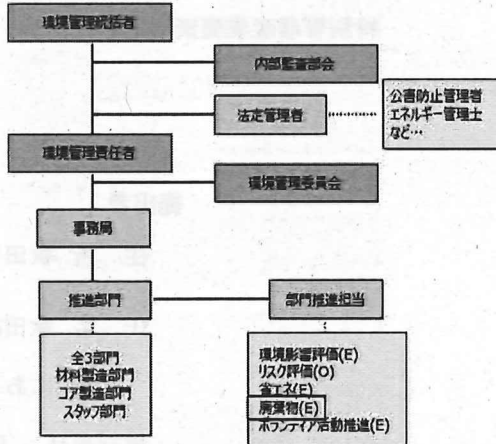 環境管理統括者
内部監査部会
法定管理者
公害防止管理者
エネルギー管理士
など…
環境管理責任者
環境管理委員会
事務局
推進部門
部門推進担当
全3部門
材料製造部門
コア製造部門
スタッフ部門
環境影響評価(E)
リスク評価(O)
省エネ(E)
廃棄物(E)
ボランティア活動推進(E)